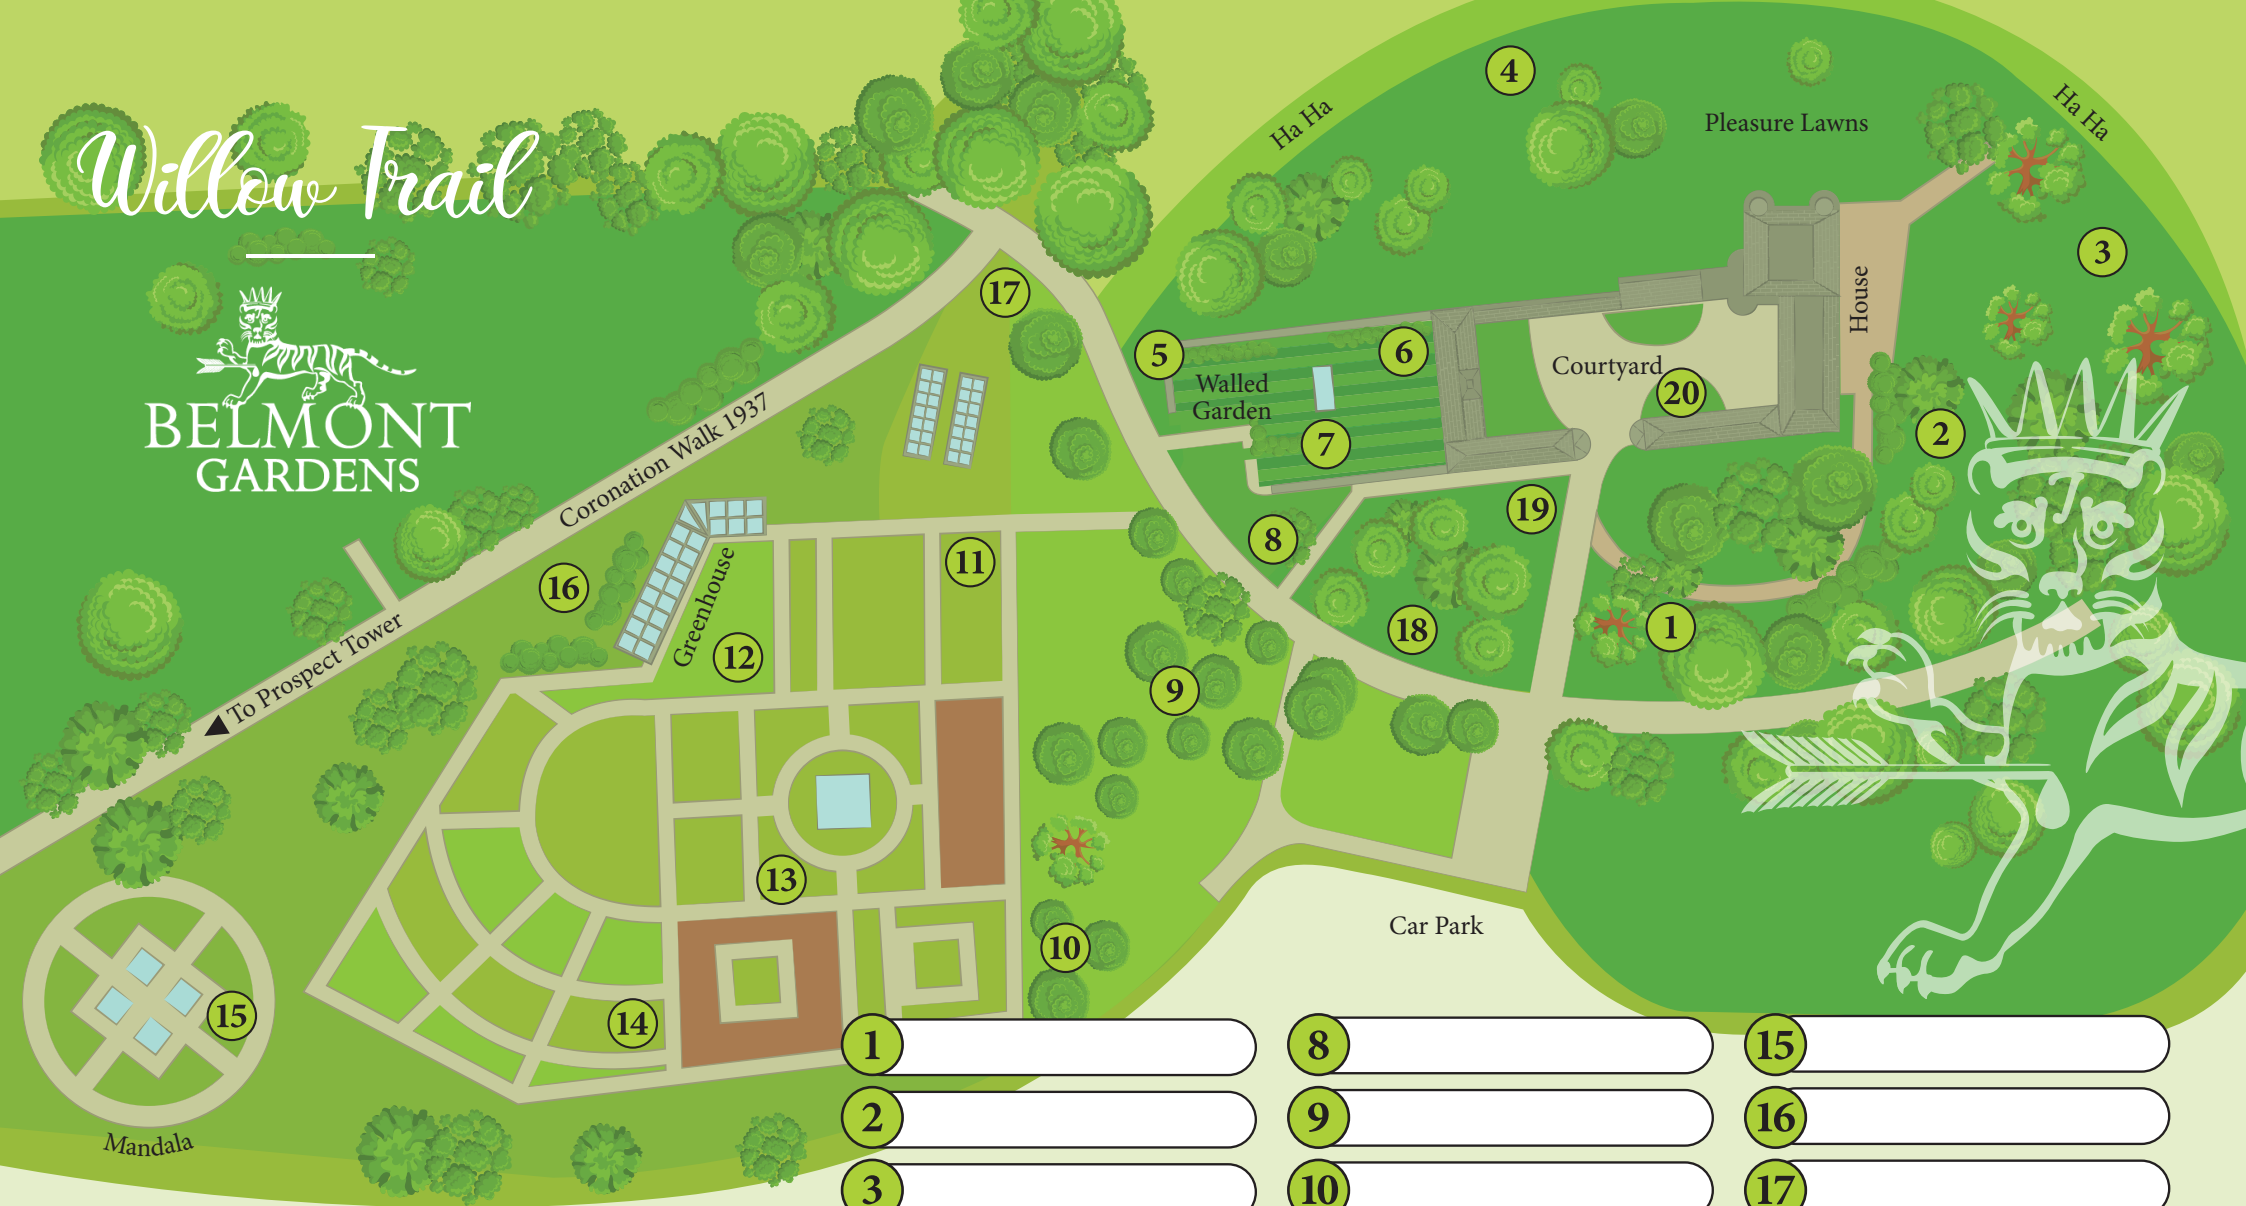 Willow Trail
BELMONT
GARDENS
4
Ha Ha
Pleasure Lawns
Ha Ha
3
17
House
5
6
Walled
Garden
Courtyard
20
7
2
Coronation Walk 1937
19
8
11
16
Greenhouse
12
18
1
To Prospect Tower
9
13
Car Park
10
15
14
Mandala
1
2
3
8
9
10
15
16
17